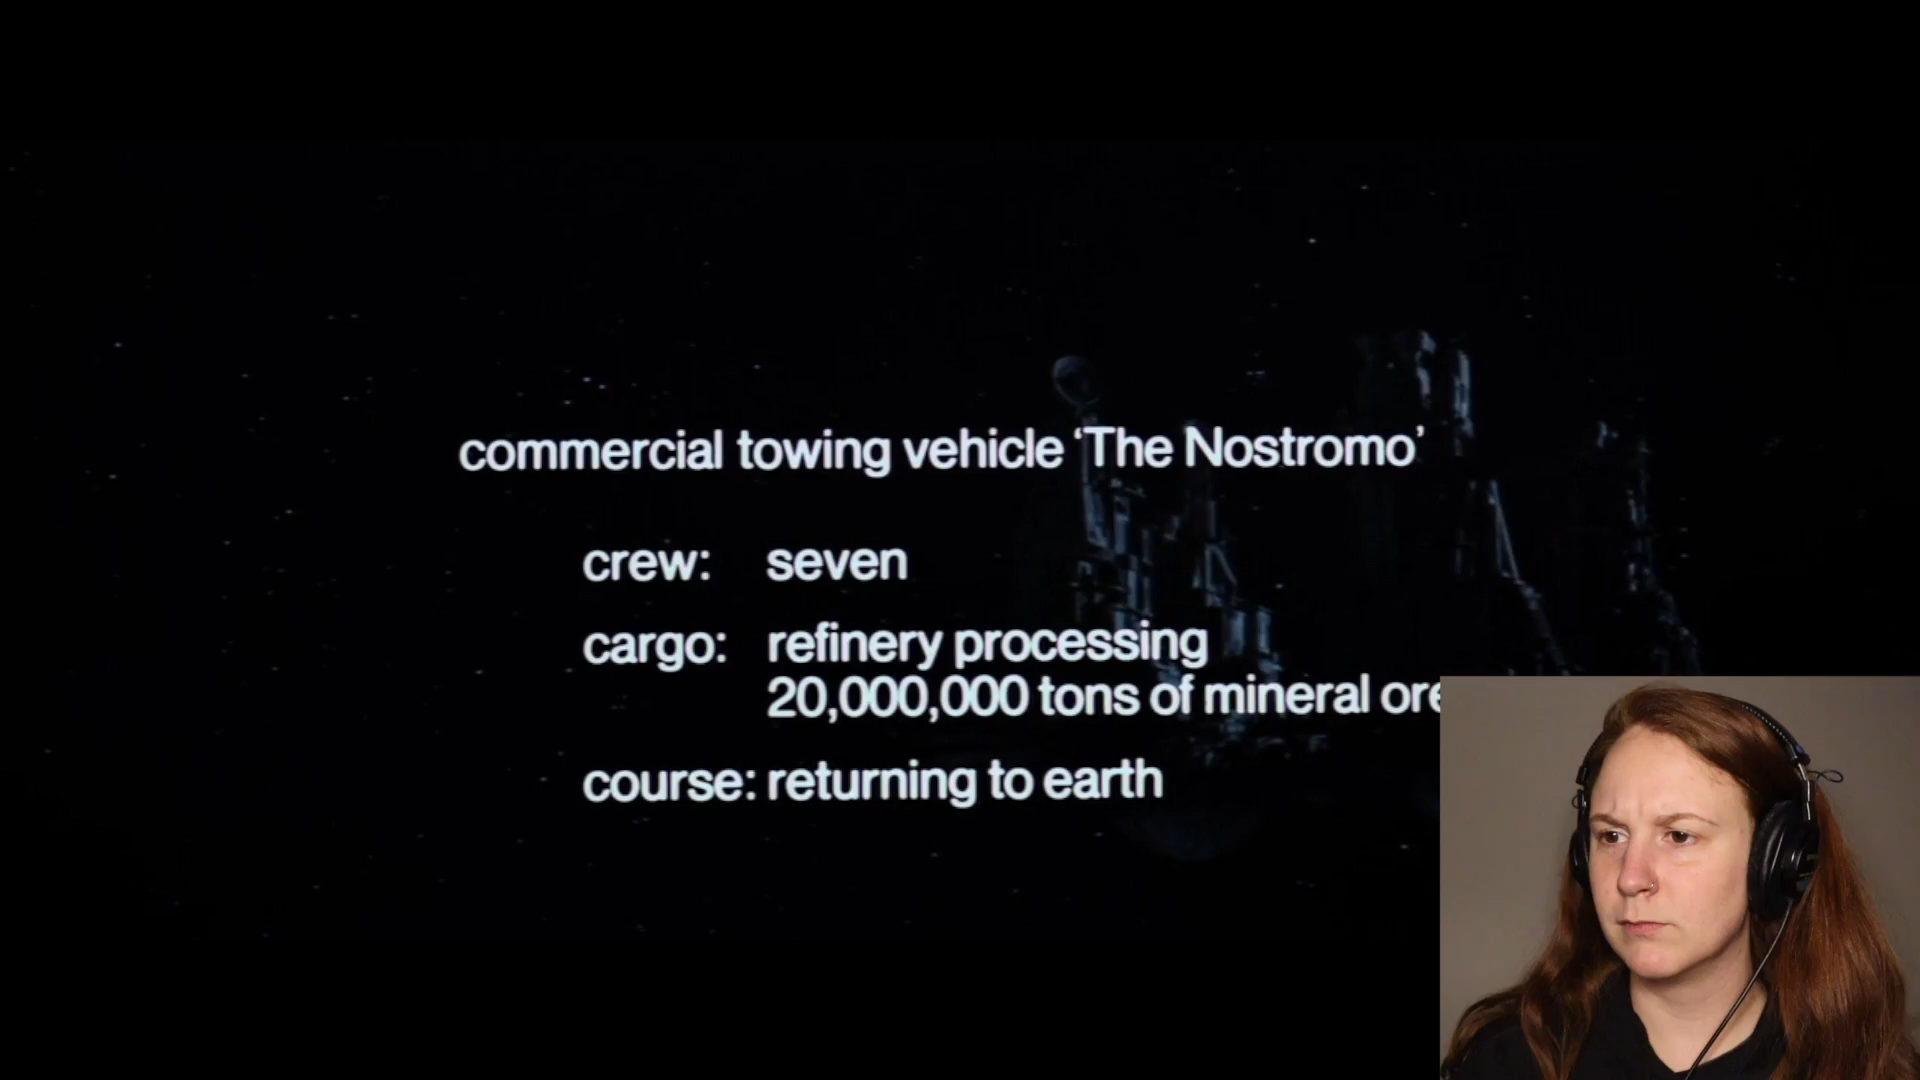 commercial towing vehicle ‘The Nostromo’
crew: seven
cargo: refinery processing
20,000,000 tons of mineral ore
course: returning to earth